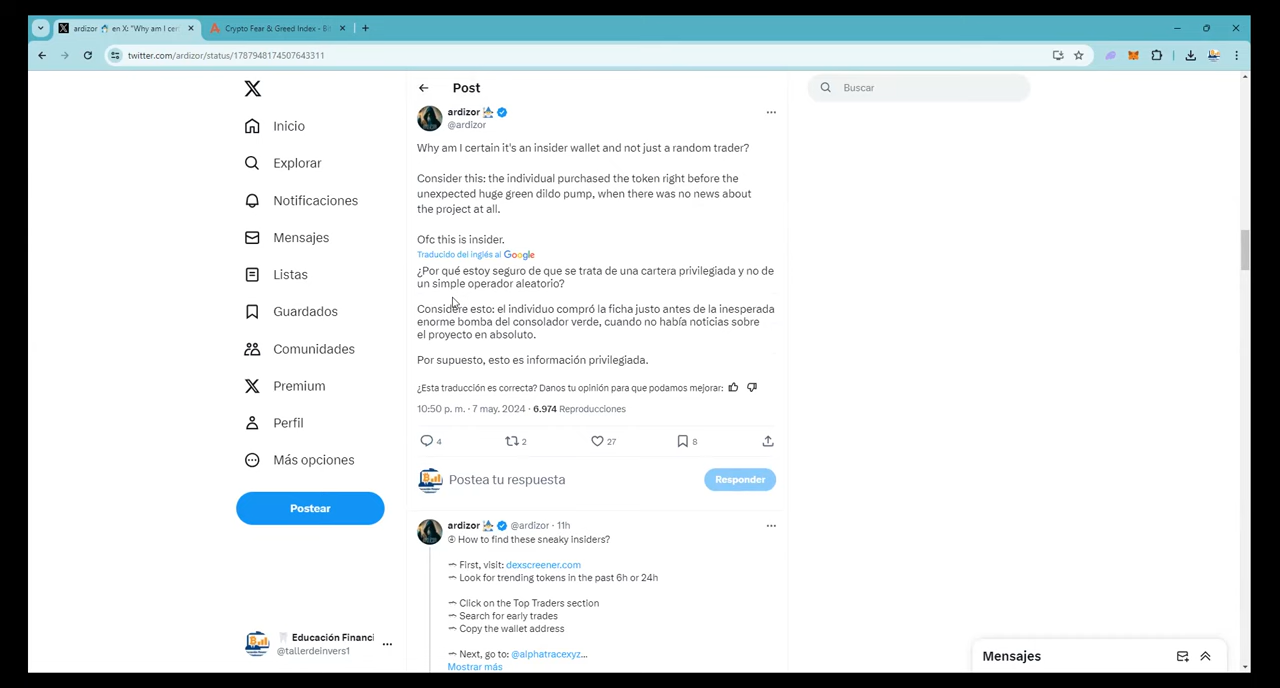 ardizor en X: "Why am I cer
Crypto Fear & Greed Index - Bi
twitter.com/ardizor/status/1787948174507643311
Post
Buscar
Inicio
Explorar
Notificaciones
Mensajes
Listas
Guardados
Comunidades
Premium
Perfil
Más opciones
Postear
Educación Financi
@tallerdeinvers1
ardizor
@ardizor
Why am I certain it's an insider wallet and not just a random trader?
Consider this: the individual purchased the token right before the
unexpected huge green dildo pump, when there was no news about
the project at all.
Ofc this is insider.
Traducido del inglés al Google
¿Por qué estoy seguro de que se trata de una cartera privilegiada y no de
un simple operador aleatorio?
Considere esto: el individuo compró la ficha justo antes de la inesperada
enorme bomba del consolador verde, cuando no había noticias sobre
el proyecto en absoluto.
Por supuesto, esto es información privilegiada.
¿Esta traducción es correcta? Danos tu opinión para que podamos mejorar:
10:50 p. m. · 7 may. 2024 · 6.974 Reproducciones
4 2 27 8
Postea tu respuesta
Responder
ardizor @ardizor · 11h
④ How to find these sneaky insiders?
— First, visit: dexscreener.com
— Look for trending tokens in the past 6h or 24h
— Click on the Top Traders section
— Search for early trades
— Copy the wallet address
— Next, go to: @alphatracexyz...
Mostrar más
Mensajes